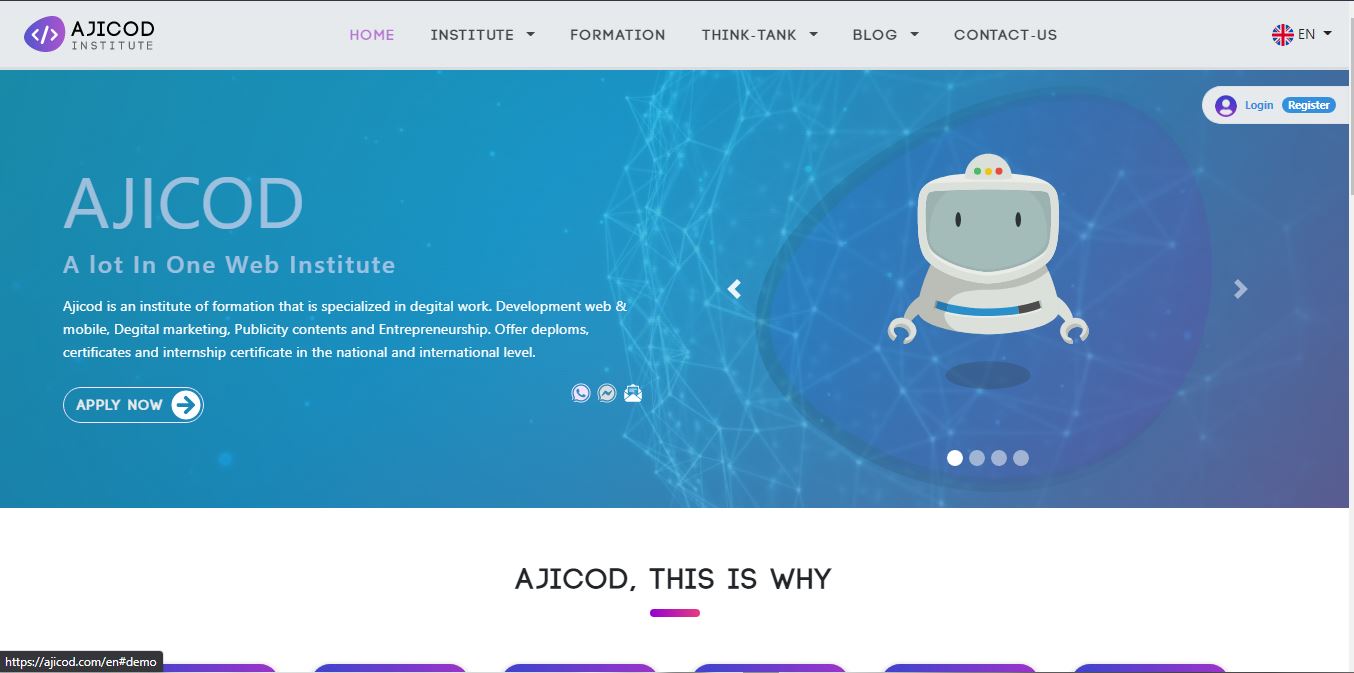 AJICOD
INSTITUTE
HOME INSTITUTE FORMATION THINK-TANK BLOG CONTACT-US
EN
Login Register
AJICOD
A lot In One Web Institute
Ajicod is an institute of formation that is specialized in degital work. Development web &
mobile, Degital marketing, Publicity contents and Entrepreneurship. Offer deploms,
certificates and internship certificate in the national and international level.
APPLY NOW
AJICOD, THIS IS WHY
https://ajicod.com/en#demo